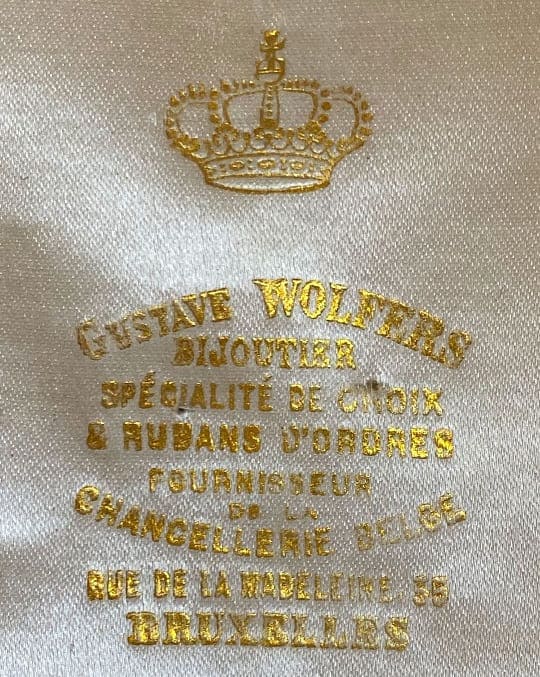 GUSTAVE WOLFERS
BIJOUTIER
SPÉCIALITÉ DE CROIX
& RUBANS D'ORDRES
FOURNISSEUR
DE LA
CHANCELLERIE BELGE
RUE DE LA MADELEINE, 35
BRUXELLES